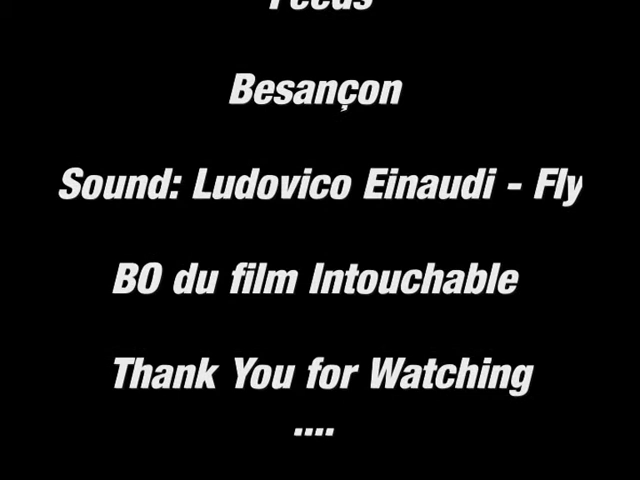 Besançon
Sound: Ludovico Einaudi - Fly
BO du film Intouchable
Thank You for Watching
....